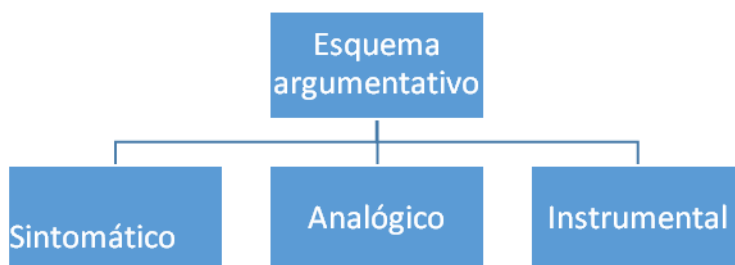 Esquema
argumentativo
Sintomático
Analógico
Instrumental